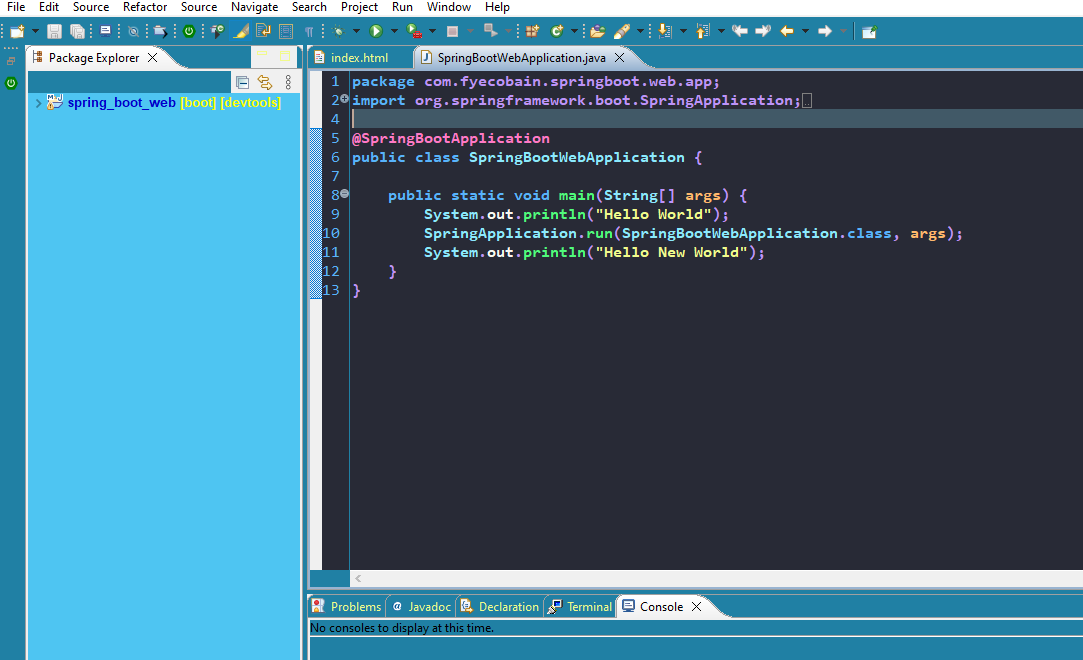 File Edit Source Refactor Source Navigate Search Project Run Window Help
Package Explorer
spring_boot_web [boot] [devtools]
index.html SpringBootWebApplication.java
1 package com.fyecobain.springboot.web.app;
2 import org.springframework.boot.SpringApplication;
4
5 @SpringBootApplication
6 public class SpringBootWebApplication {
7
8 public static void main(String[] args) {
9 System.out.println("Hello World");
10 SpringApplication.run(SpringBootWebApplication.class, args);
11 System.out.println("Hello New World");
12 }
13 }
Problems @ Javadoc Declaration Terminal Console
No consoles to display at this time.